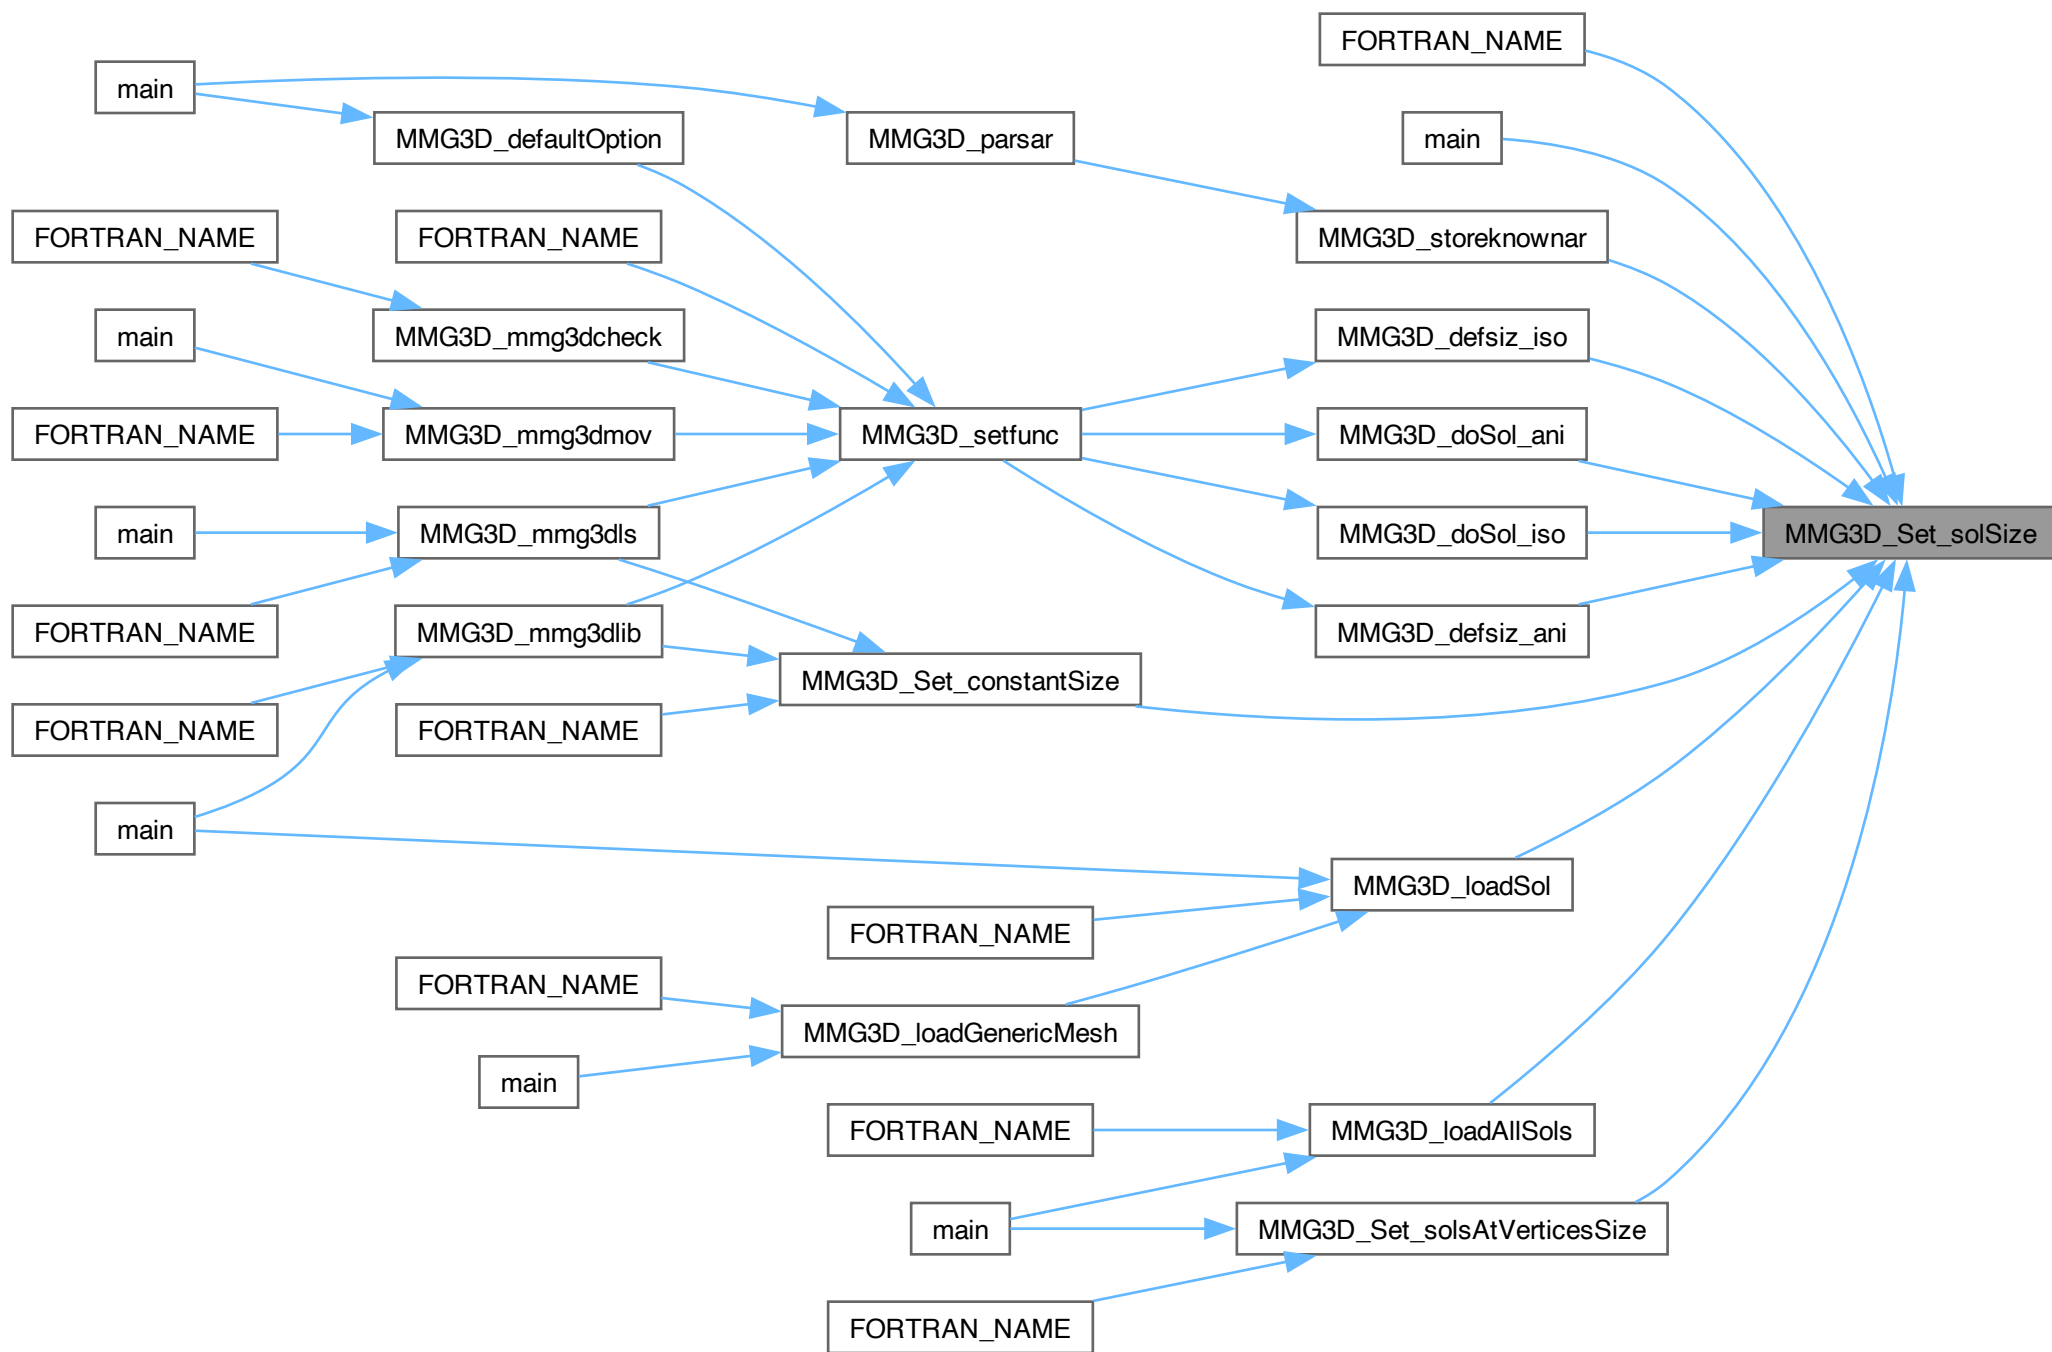 FORTRAN_NAME
main
main
MMG3D_defaultOption
MMG3D_parsar
FORTRAN_NAME
FORTRAN_NAME
MMG3D_storeknownar
main
MMG3D_mmg3dcheck
MMG3D_defsiz_iso
FORTRAN_NAME
MMG3D_mmg3dmov
MMG3D_setfunc
MMG3D_doSol_ani
main
MMG3D_mmg3dls
MMG3D_doSol_iso
MMG3D_Set_solSize
FORTRAN_NAME
MMG3D_mmg3dlib
MMG3D_defsiz_ani
MMG3D_Set_constantSize
FORTRAN_NAME
FORTRAN_NAME
main
MMG3D_loadSol
FORTRAN_NAME
FORTRAN_NAME
MMG3D_loadGenericMesh
main
FORTRAN_NAME
MMG3D_loadAllSols
main
MMG3D_Set_solsAtVerticesSize
FORTRAN_NAME